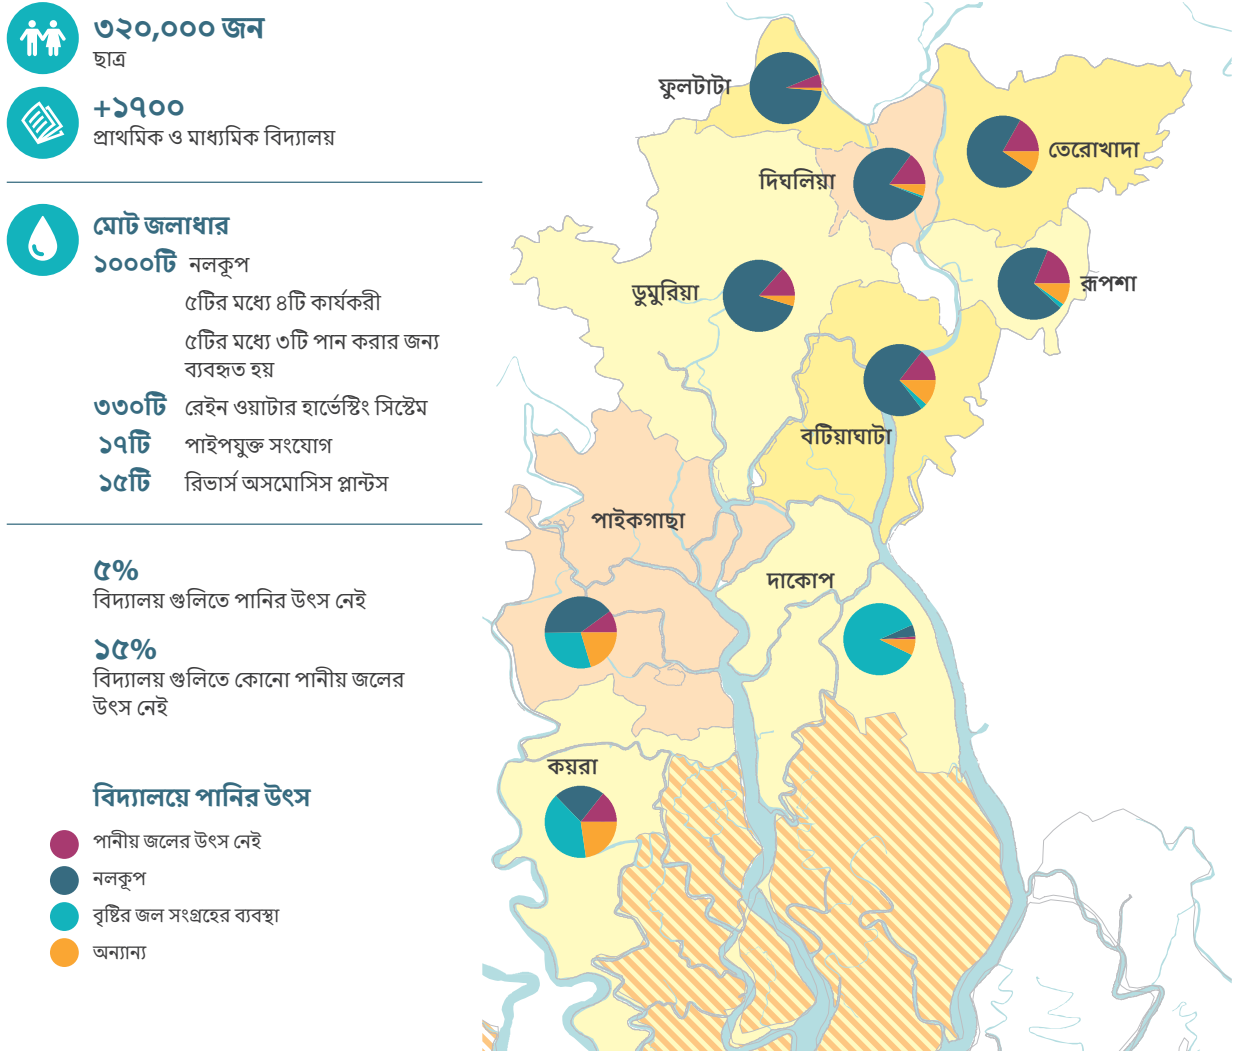 ৩২০,০০০ জন
ছাত্র
+১৭০০
প্রাথমিক ও মাধ্যমিক বিদ্যালয়
মোট জলাধার
১০০০টি নলকূপ
৫টির মধ্যে ৪টি কার্যকরী
৫টির মধ্যে ৩টি পান করার জন্য
ব্যবহৃত হয়
৩৩০টি রেইন ওয়াটার হার্ভেস্টিং সিস্টেম
১৭টি পাইপযুক্ত সংযোগ
১৫টি রিভার্স অসমোসিস প্লান্টস
৫%
বিদ্যালয় গুলিতে পানির উৎস নেই
১৫%
বিদ্যালয় গুলিতে কোনো পানীয় জলের
উৎস নেই
বিদ্যালয়ে পানির উৎস
পানীয় জলের উৎস নেই
নলকূপ
বৃষ্টির জল সংগ্রহের ব্যবস্থা
অন্যান্য
ফুলটাটা
তেরোখাদা
দিঘলিয়া
রূপশা
ডুমুরিয়া
বটিয়াঘাটা
পাইকগাছা
দাকোপ
কয়রা